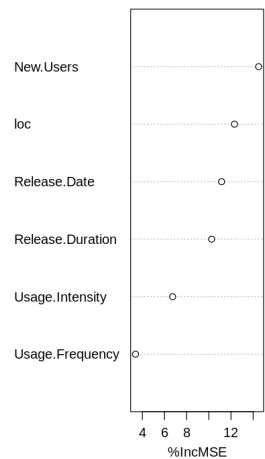 New.Users
loc
Release.Date
Release.Duration
Usage.Intensity
Usage.Frequency
4 6 8 12
%IncMSE